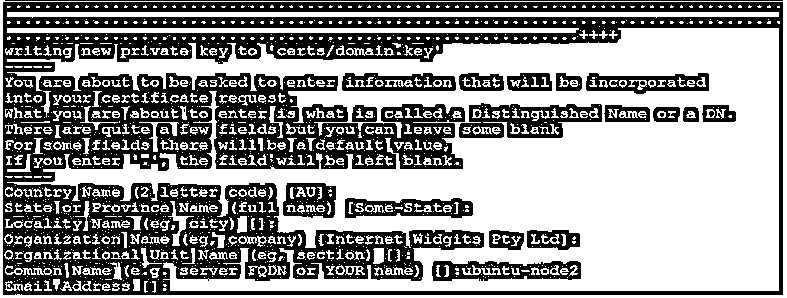 writing new private key to 'certs/domain.key'
-----
You are about to be asked to enter information that will be incorporated
into your certificate request.
What you are about to enter is what is called a Distinguished Name or a DN.
There are quite a few fields but you can leave some blank
For some fields there will be a default value,
If you enter '.', the field will be left blank.
-----
Country Name (2 letter code) [AU]:
State or Province Name (full name) [Some-State]:
Locality Name (eg, city) []:
Organization Name (eg, company) [Internet Widgits Pty Ltd]:
Organizational Unit Name (eg, section) []:
Common Name (e.g. server FQDN or YOUR name) []:ubuntu-node2
Email Address []: